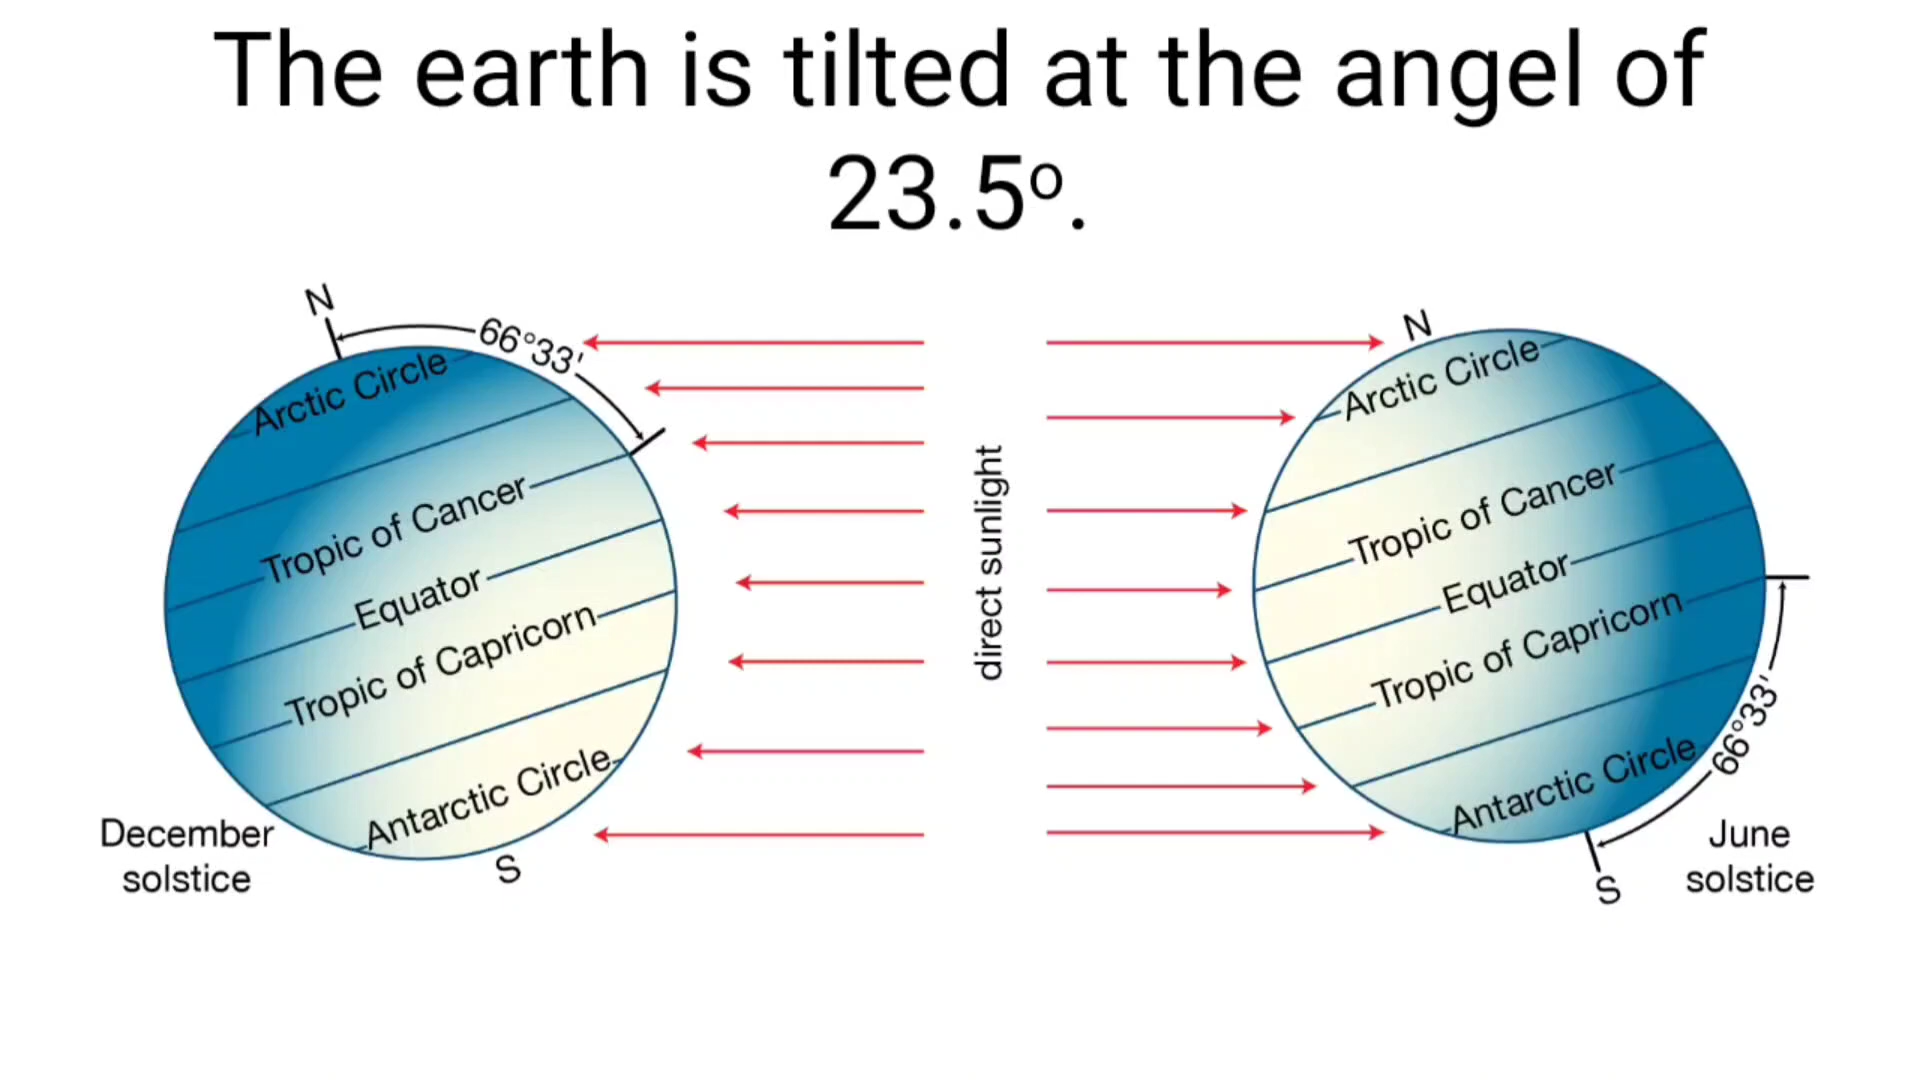 The earth is tilted at the angel of
23.5º.
N
66°33'
Arctic Circle
Tropic of Cancer
Equator
Tropic of Capricorn
Antarctic Circle
S
December
solstice
direct sunlight
N
Arctic Circle
Tropic of Cancer
Equator
Tropic of Capricorn
Antarctic Circle
66°33'
S
June
solstice